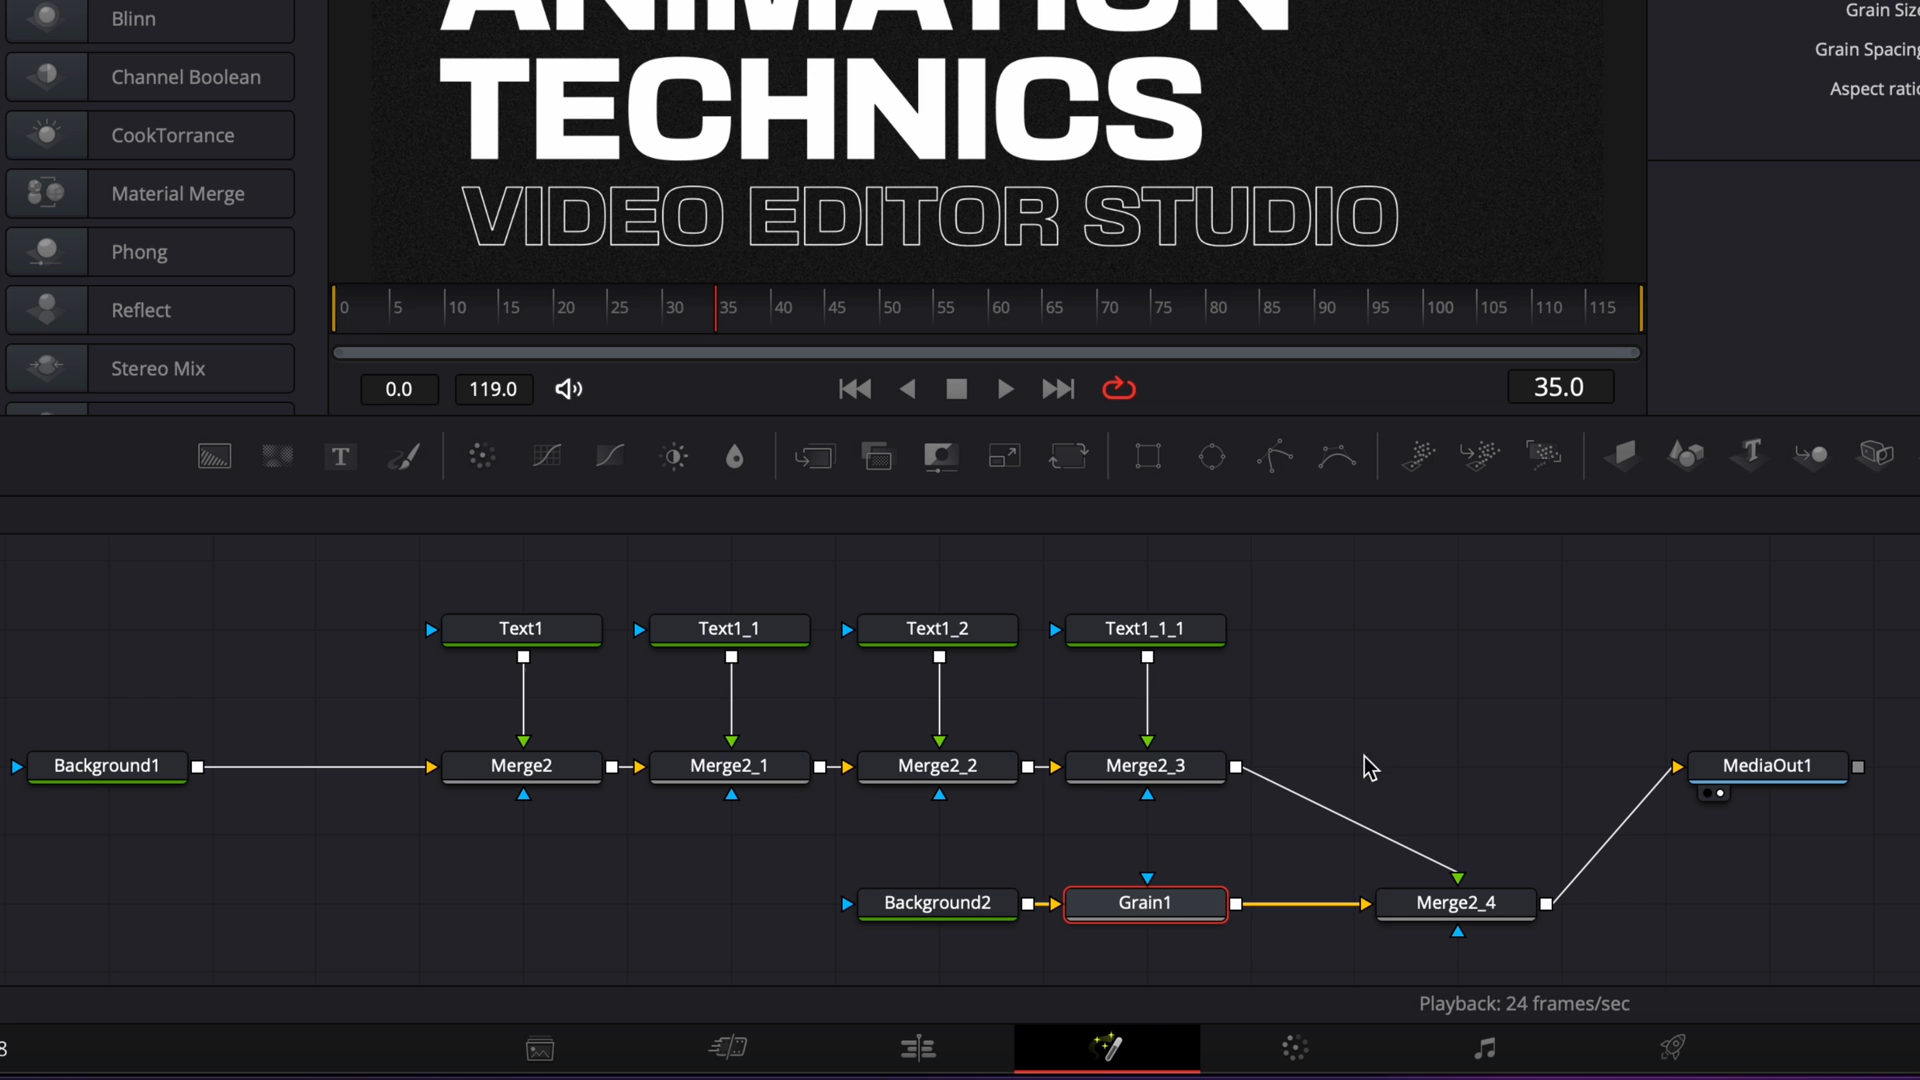 Blinn
Channel Boolean
CookTorrance
Material Merge
Phong
Reflect
Stereo Mix
ANIMATION
TECHNICS
VIDEO EDITOR STUDIO
Grain Size
Grain Spacing
Aspect ratio
0 5 10 15 20 25 30 35 40 45 50 55 60 65 70 75 80 85 90 95 100 105 110 115
0.0 119.0 35.0
T
T
Text1 Text1_1 Text1_2 Text1_1_1
Background1 Merge2 Merge2_1 Merge2_2 Merge2_3 MediaOut1
Background2 Grain1 Merge2_4
Playback: 24 frames/sec
8